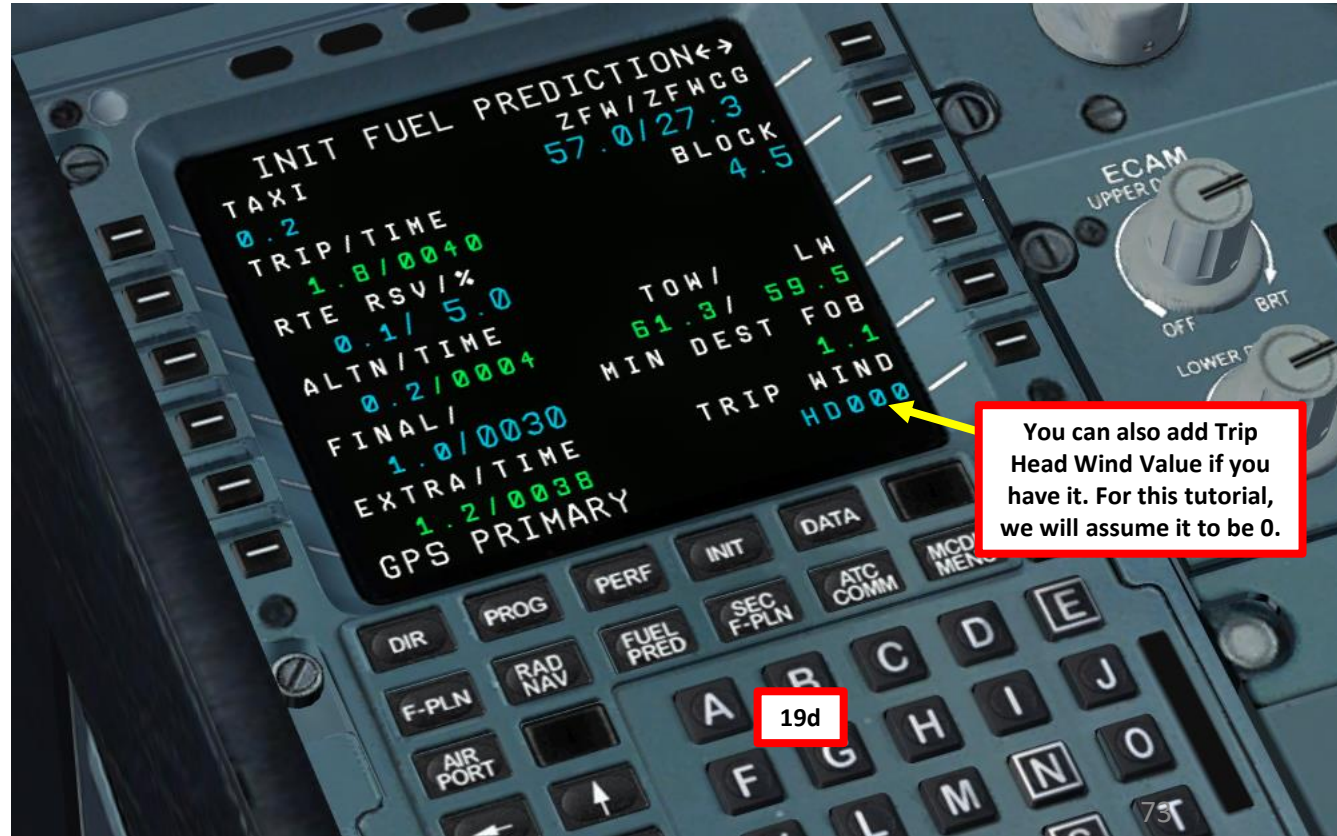 INIT FUEL PREDICTION←→
TAXI ZFW/ZFWCG
0.2 57.0/27.3
TRIP/TIME BLOCK
1.8/0040 4.5
RTE RSV/%
0.1/ 5.0
ALTN/TIME TOW/ LW
0.2/0004 61.3/ 59.5
FINAL/ MIN DEST FOB
1.0/0030 1.1
EXTRA/TIME TRIP WIND
1.2/0038 HD000
GPS PRIMARY
You can also add Trip
Head Wind Value if you
have it. For this tutorial,
we will assume it to be 0.
ECAM
OFF BRT
DIR PROG PERF INIT DATA
F-PLN RAD NAV FUEL PRED SEC F-PLN ATC COMM
AIR PORT
A B C D E
F G H I J
L M N O
T
19d
73